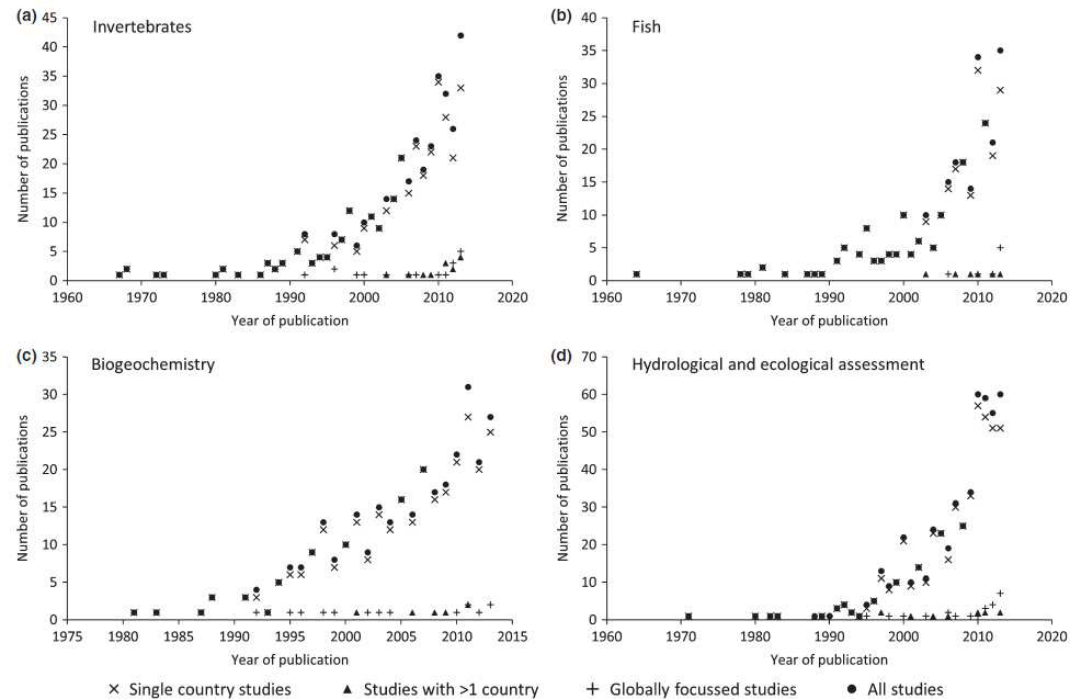 (a) Invertebrates
45
40
35
30
25
20
15
10
5
0
Number of publications
1960 1970 1980 1990 2000 2010 2020
Year of publication
(b) Fish
40
35
30
25
20
15
10
5
0
Number of publications
1960 1970 1980 1990 2000 2010 2020
Year of publication
(c) Biogeochemistry
35
30
25
20
15
10
5
0
Number of publications
1975 1980 1985 1990 1995 2000 2005 2010 2015
Year of publication
(d) Hydrological and ecological assessment
70
60
50
40
30
20
10
0
Number of publications
1960 1970 1980 1990 2000 2010 2020
Year of publication
× Single country studies ▲ Studies with >1 country + Globally focussed studies ● All studies